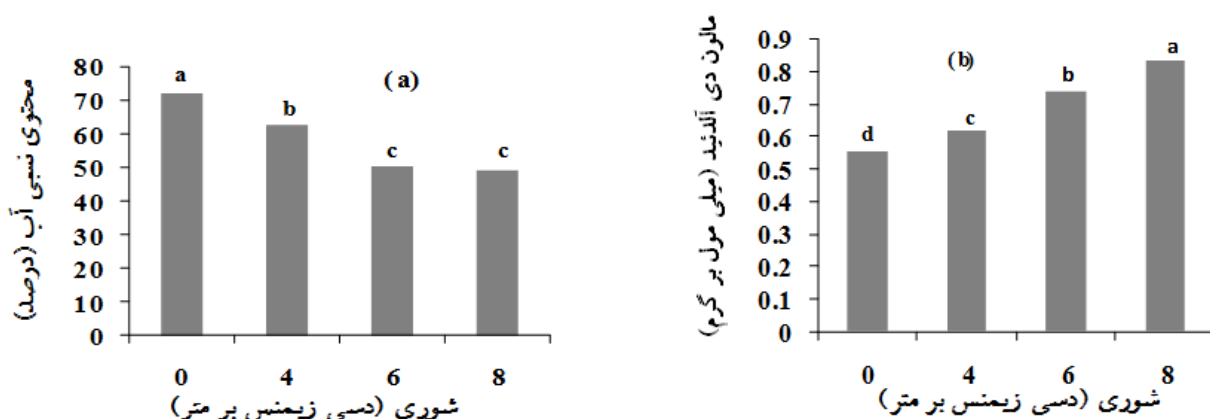 محتوی نسبی آب (درصد)
80
70
60
50
40
30
20
10
0
(a)
a
b
c
c
0 4 6 8
شوری (دسی زیمنس بر متر)
مالون دی آلدئید (میلی مول بر گرم)
0.9
0.8
0.7
0.6
0.5
0.4
0.3
0.2
0.1
0
(b)
d
c
b
a
0 4 6 8
شوری (دسی زیمنس بر متر)